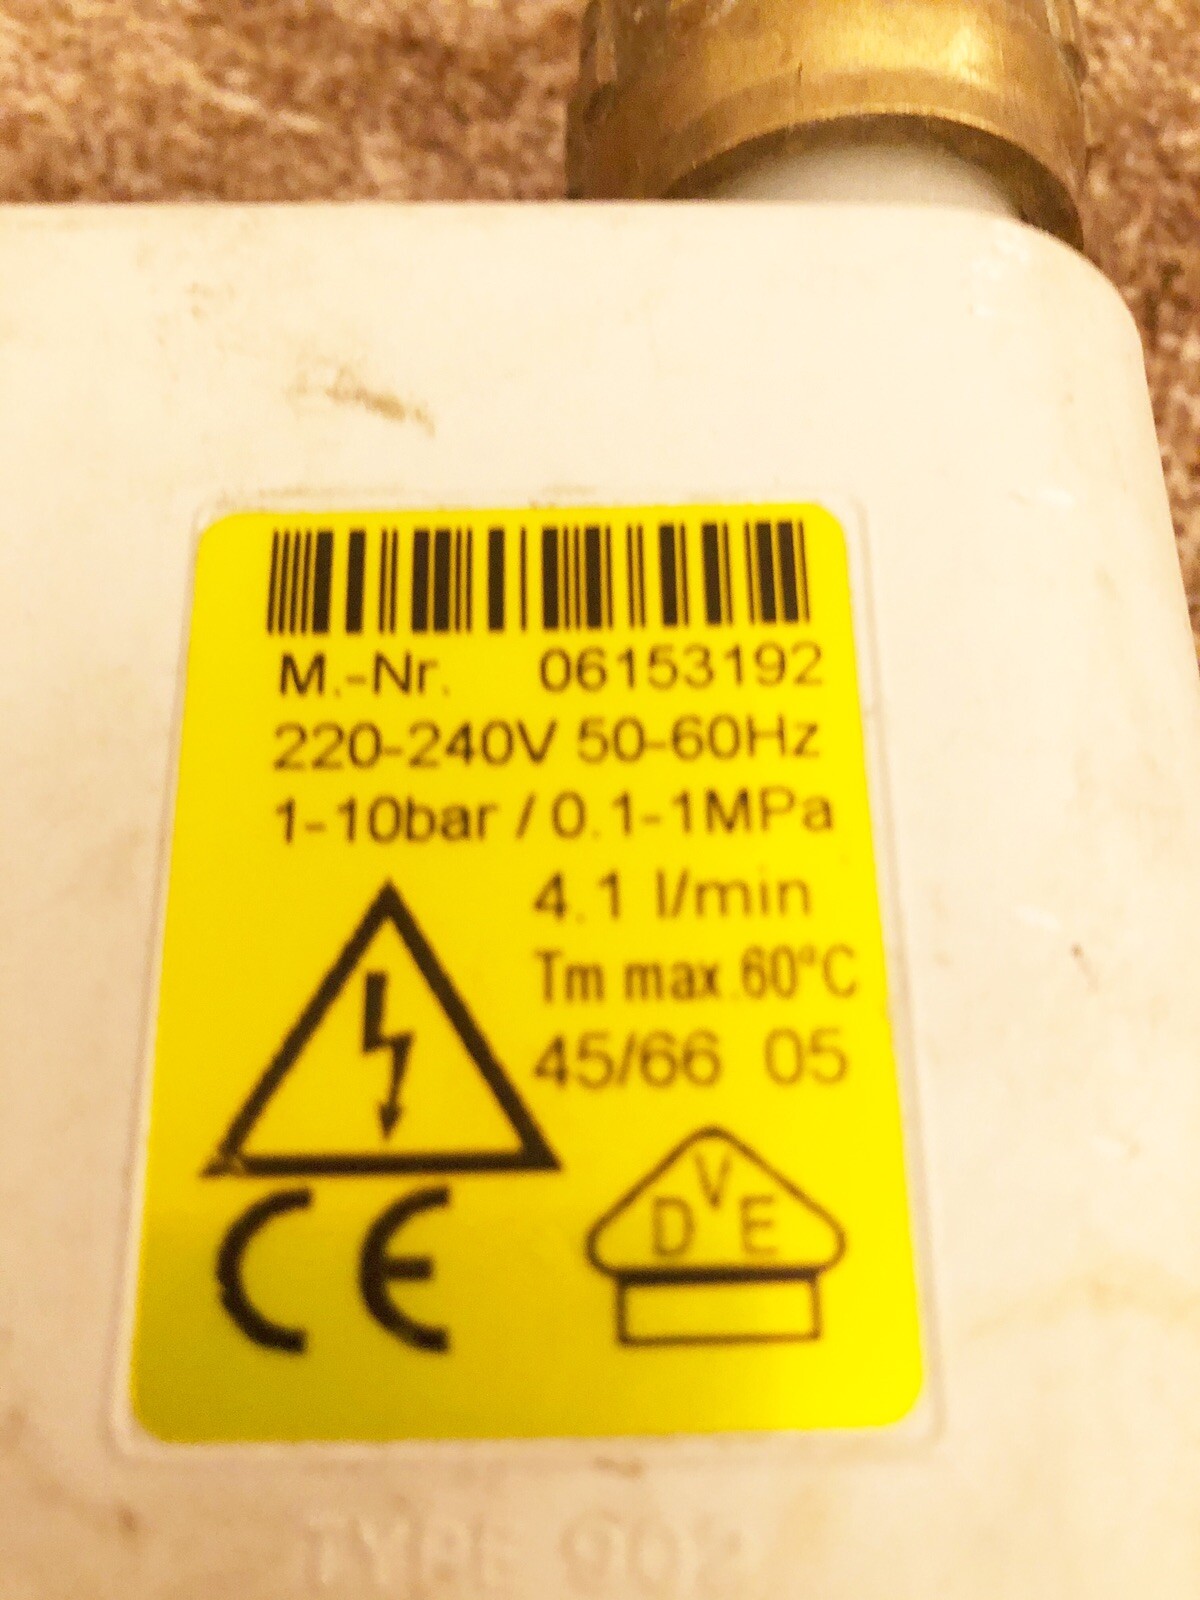 M.-Nr. 06153192
220-240V 50-60Hz
1-10bar / 0.1-1MPa
4.1 l/min
Tm max.60°C
45/66 05
CE
DVE
TYPE